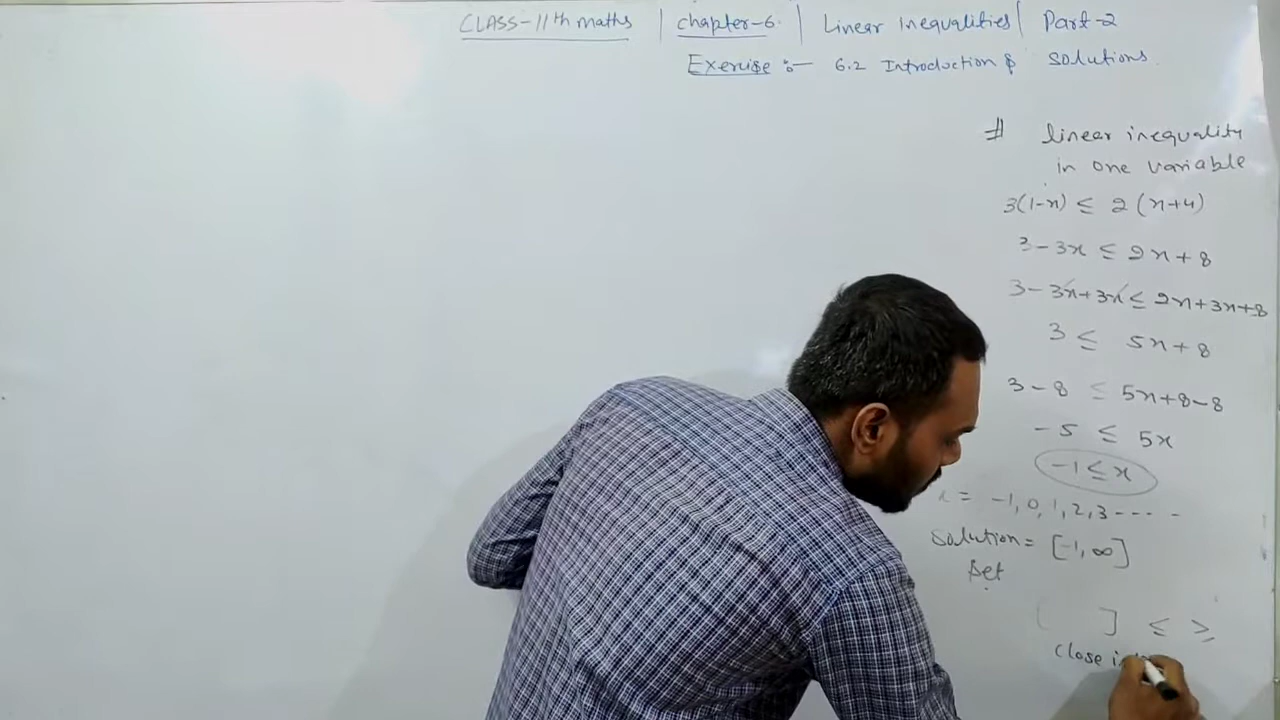 CLASS-11th maths | chapter-6. | Linear Inequalities | Part-2
Exercise :- 6.2 Introduction & solutions.
# linear inequality
in one variable
3(1-x) ≤ 2(x+4)
3-3x ≤ 2x+8
3-3x+3x ≤ 2x+3x+8
3 ≤ 5x+8
3-8 ≤ 5x+8-8
-5 ≤ 5x
-1 ≤ x
x = -1, 0, 1, 2, 3 - - - - -
Solution = [-1, ∞]
Set
[ ] ≤ ≥
Close